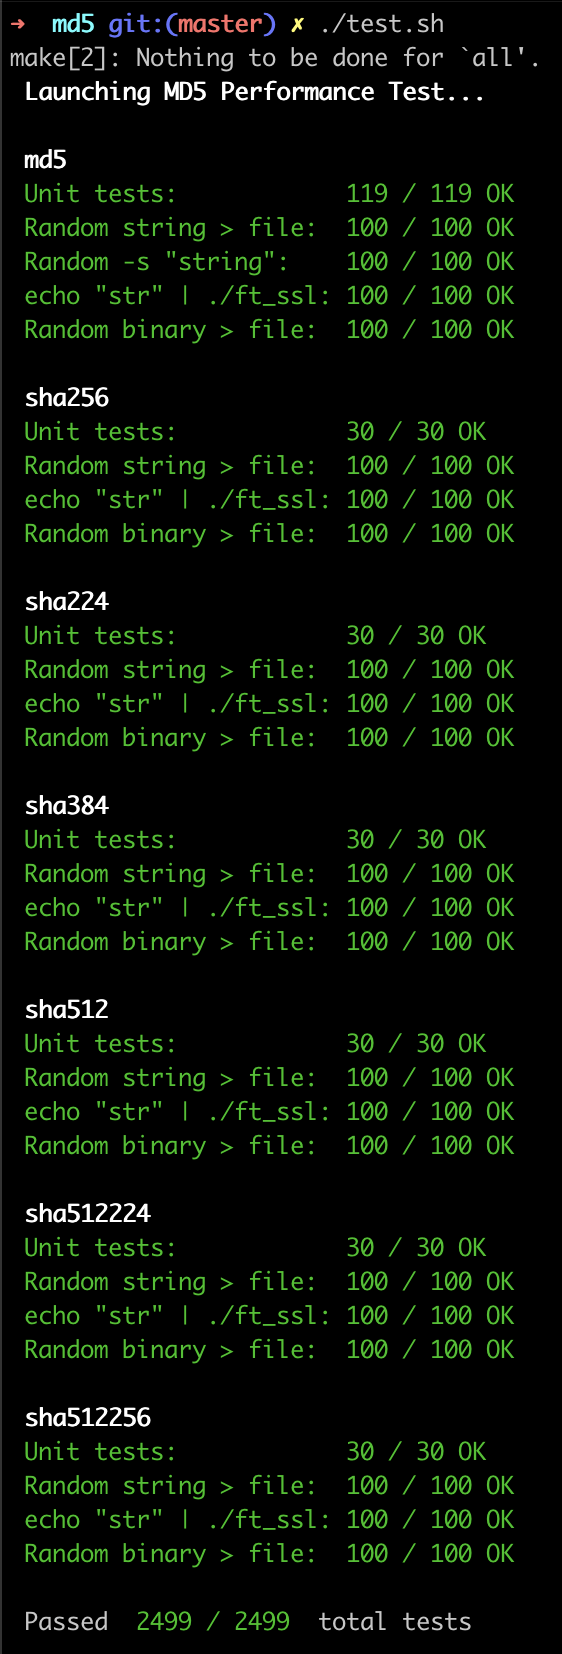 ➜  md5 git:(master) ✗ ./test.sh
make[2]: Nothing to be done for `all'.
Launching MD5 Performance Test...
md5
Unit tests:            119 / 119 OK
Random string > file:  100 / 100 OK
Random -s "string":    100 / 100 OK
echo "str" | ./ft_ssl: 100 / 100 OK
Random binary > file:  100 / 100 OK
sha256
Unit tests:            30 / 30 OK
Random string > file:  100 / 100 OK
echo "str" | ./ft_ssl: 100 / 100 OK
Random binary > file:  100 / 100 OK
sha224
Unit tests:            30 / 30 OK
Random string > file:  100 / 100 OK
echo "str" | ./ft_ssl: 100 / 100 OK
Random binary > file:  100 / 100 OK
sha384
Unit tests:            30 / 30 OK
Random string > file:  100 / 100 OK
echo "str" | ./ft_ssl: 100 / 100 OK
Random binary > file:  100 / 100 OK
sha512
Unit tests:            30 / 30 OK
Random string > file:  100 / 100 OK
echo "str" | ./ft_ssl: 100 / 100 OK
Random binary > file:  100 / 100 OK
sha512224
Unit tests:            30 / 30 OK
Random string > file:  100 / 100 OK
echo "str" | ./ft_ssl: 100 / 100 OK
Random binary > file:  100 / 100 OK
sha512256
Unit tests:            30 / 30 OK
Random string > file:  100 / 100 OK
echo "str" | ./ft_ssl: 100 / 100 OK
Random binary > file:  100 / 100 OK
Passed  2499 / 2499  total tests